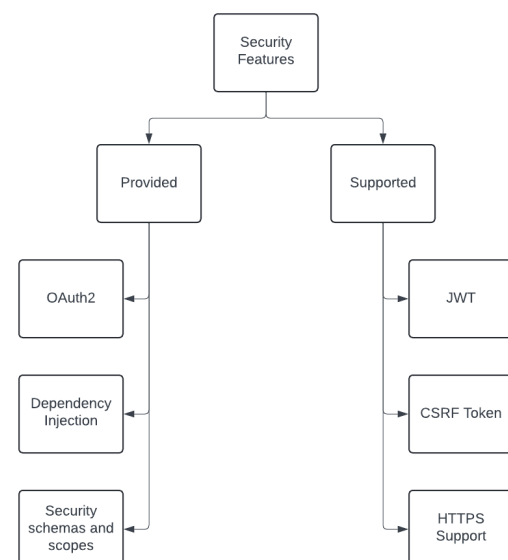 Security
Features
Provided
Supported
OAuth2
JWT
Dependency
Injection
CSRF Token
Security
schemas and
scopes
HTTPS
Support